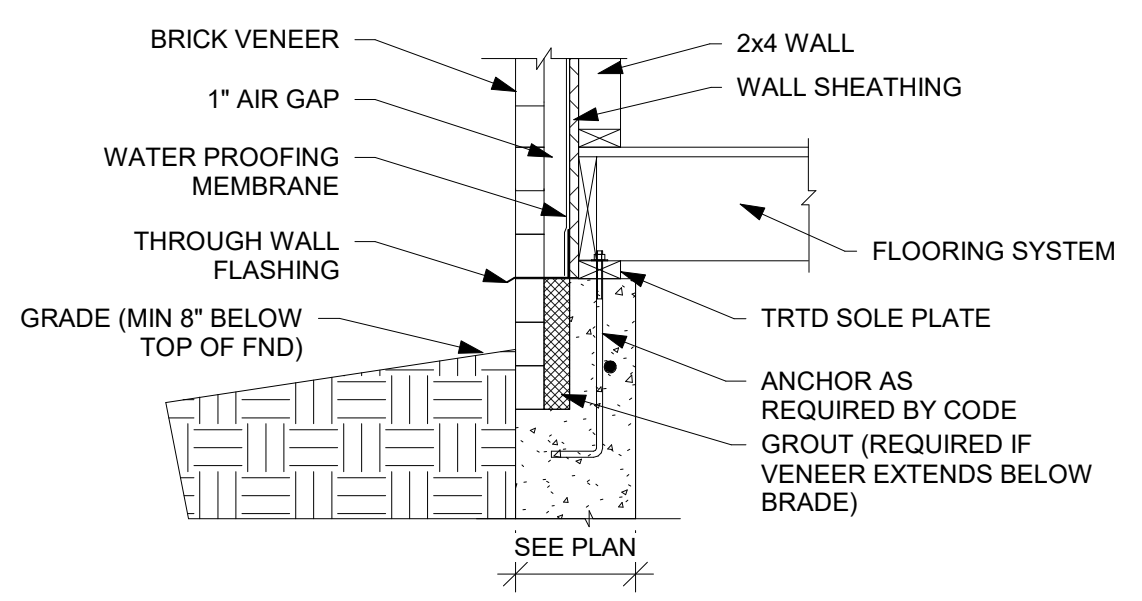 BRICK VENEER
1" AIR GAP
WATER PROOFING
MEMBRANE
THROUGH WALL
FLASHING
GRADE (MIN 8" BELOW
TOP OF FND)
2x4 WALL
WALL SHEATHING
FLOORING SYSTEM
TRTD SOLE PLATE
ANCHOR AS
REQUIRED BY CODE
GROUT (REQUIRED IF
VENEER EXTENDS BELOW
BRADE)
SEE PLAN